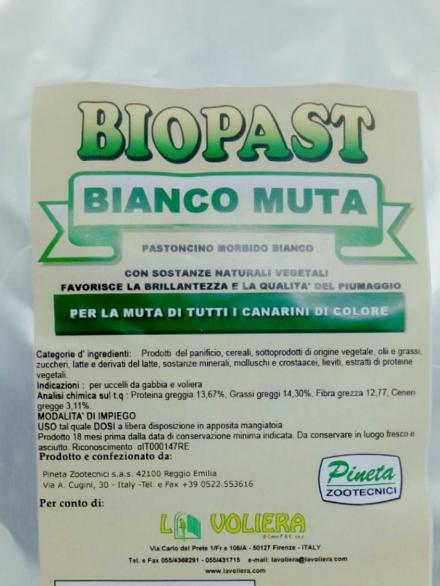 BIOPAST
BIANCO MUTA
PASTONCINO MORBIDO BIANCO
CON SOSTANZE NATURALI VEGETALI
FAVORISCE LA BRILLANTEZZA E LA QUALITA' DEL PIUMAGGIO
PER LA MUTA DI TUTTI I CANARINI DI COLORE
Categorie d' ingredienti: Prodotti del panificio, cereali, sottoprodotti di origine vegetale, olii e grassi,
zuccheri, latte e derivati del latte, sostanze minerali, molluschi e crostaacei, lieviti, estratti di proteine
vegetali.
Indicazioni : per uccelli da gabbia e voliera
Analisi chimica sul t.q : Proteina greggia 13,67%, Grassi greggi 14,30%, Fibra grezza 12,77, Ceneri
gregge 3,11%.
MODALITA' DI IMPIEGO
USO tal quale DOSI a libera disposizione in apposita mangiatoia
Prodotto 18 mesi prima dalla data di conservazione minima indicata. Da conservare in luogo fresco e
asciutto. Riconoscimento αIT000147RE
Prodotto e confezionato da:
Pineta Zootecnici s.a.s. 42100 Reggio Emilia
Via A. Cugini, 30 - Italy -Tel. e Fax +39 0522.553616
Pineta
ZOOTECNICI
Per conto di:
LA VOLIERA
Via Carlo del Prete 1/Fr e 106/A - 50127 Firenze - ITALY
Tel. e Fax 055/4368291 - 055/431715 e-mail: lavoliera@lavoliera.com
www.lavoliera.com